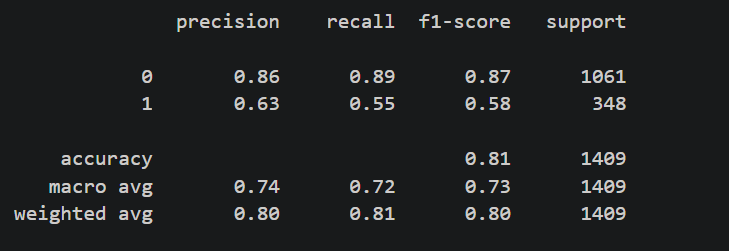 precision recall f1-score support
0 0.86 0.89 0.87 1061
1 0.63 0.55 0.58 348
accuracy 0.81 1409
macro avg 0.74 0.72 0.73 1409
weighted avg 0.80 0.81 0.80 1409